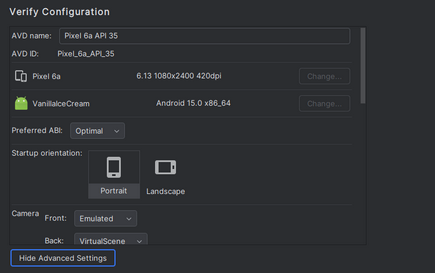 Verify Configuration
AVD name: Pixel 6a API 35
AVD ID: Pixel_6a_API_35
Pixel 6a 6.13 1080x2400 420dpi Change...
VanillaIceCream Android 15.0 x86_64 Change...
Preferred ABI: Optimal
Startup orientation:
Portrait Landscape
Camera Front: Emulated
Back: VirtualScene
Hide Advanced Settings